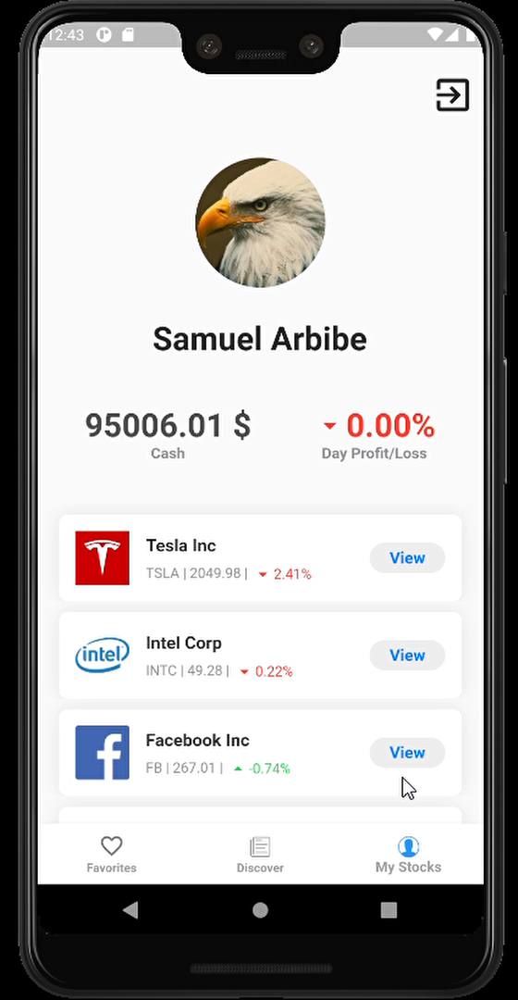 12:43
Samuel Arbibe
95006.01 $
0.00%
Cash
Day Profit/Loss
Tesla Inc
TSLA | 2049.98 | 2.41%
View
intel
Intel Corp
INTC | 49.28 | 0.22%
View
f
Facebook Inc
FB | 267.01 | -0.74%
View
Favorites
Discover
My Stocks